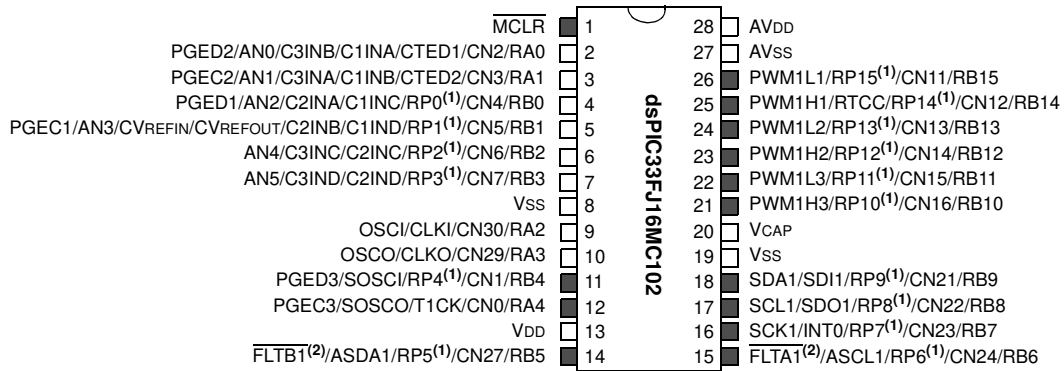 MCLR 1
PGED2/AN0/C3INB/C1INA/CTED1/CN2/RA0 2
PGEC2/AN1/C3INA/C1INB/CTED2/CN3/RA1 3
PGED1/AN2/C2INA/C1INC/RP0(1)/CN4/RB0 4
PGEC1/AN3/CVREFIN/CVREFOUT/C2INB/C1IND/RP1(1)/CN5/RB1 5
AN4/C3INC/C2INC/RP2(1)/CN6/RB2 6
AN5/C3IND/C2IND/RP3(1)/CN7/RB3 7
VSS 8
OSCI/CLKI/CN30/RA2 9
OSCO/CLKO/CN29/RA3 10
PGED3/SOSCI/RP4(1)/CN1/RB4 11
PGEC3/SOSCO/T1CK/CN0/RA4 12
VDD 13
FLTB1(2)/ASDA1/RP5(1)/CN27/RB5 14
dsPIC33FJ16MC102
28 AVDD
27 AVSS
26 PWM1L1/RP15(1)/CN11/RB15
25 PWM1H1/RTCC/RP14(1)/CN12/RB14
24 PWM1L2/RP13(1)/CN13/RB13
23 PWM1H2/RP12(1)/CN14/RB12
22 PWM1L3/RP11(1)/CN15/RB11
21 PWM1H3/RP10(1)/CN16/RB10
20 VCAP
19 VSS
18 SDA1/SDI1/RP9(1)/CN21/RB9
17 SCL1/SDO1/RP8(1)/CN22/RB8
16 SCK1/INT0/RP7(1)/CN23/RB7
15 FLTA1(2)/ASCL1/RP6(1)/CN24/RB6